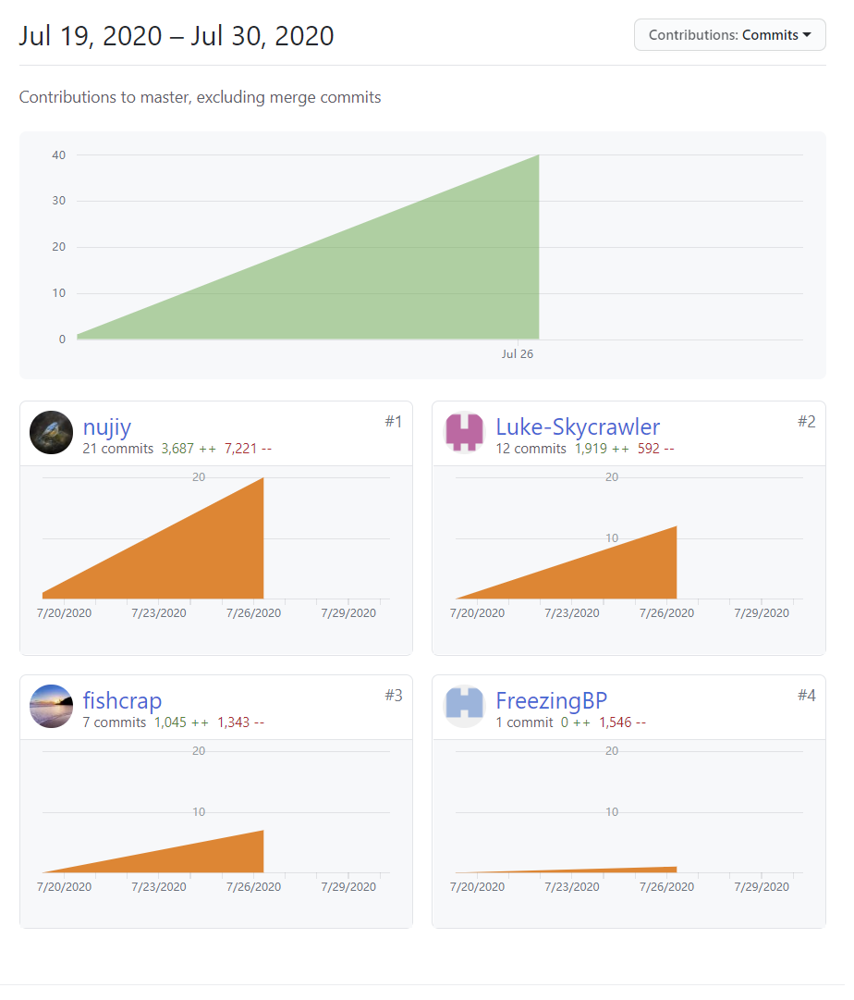 Jul 19, 2020 – Jul 30, 2020
Contributions: Commits
Contributions to master, excluding merge commits
40
30
20
10
0
Jul 26
nujiy
#1
21 commits 3,687 ++ 7,221 --
20
7/20/2020 7/23/2020 7/26/2020 7/29/2020
Luke-Skycrawler
#2
12 commits 1,919 ++ 592 --
20
10
7/20/2020 7/23/2020 7/26/2020 7/29/2020
fishcrap
#3
7 commits 1,045 ++ 1,343 --
20
10
7/20/2020 7/23/2020 7/26/2020 7/29/2020
FreezingBP
#4
1 commit 0 ++ 1,546 --
20
10
7/20/2020 7/23/2020 7/26/2020 7/29/2020